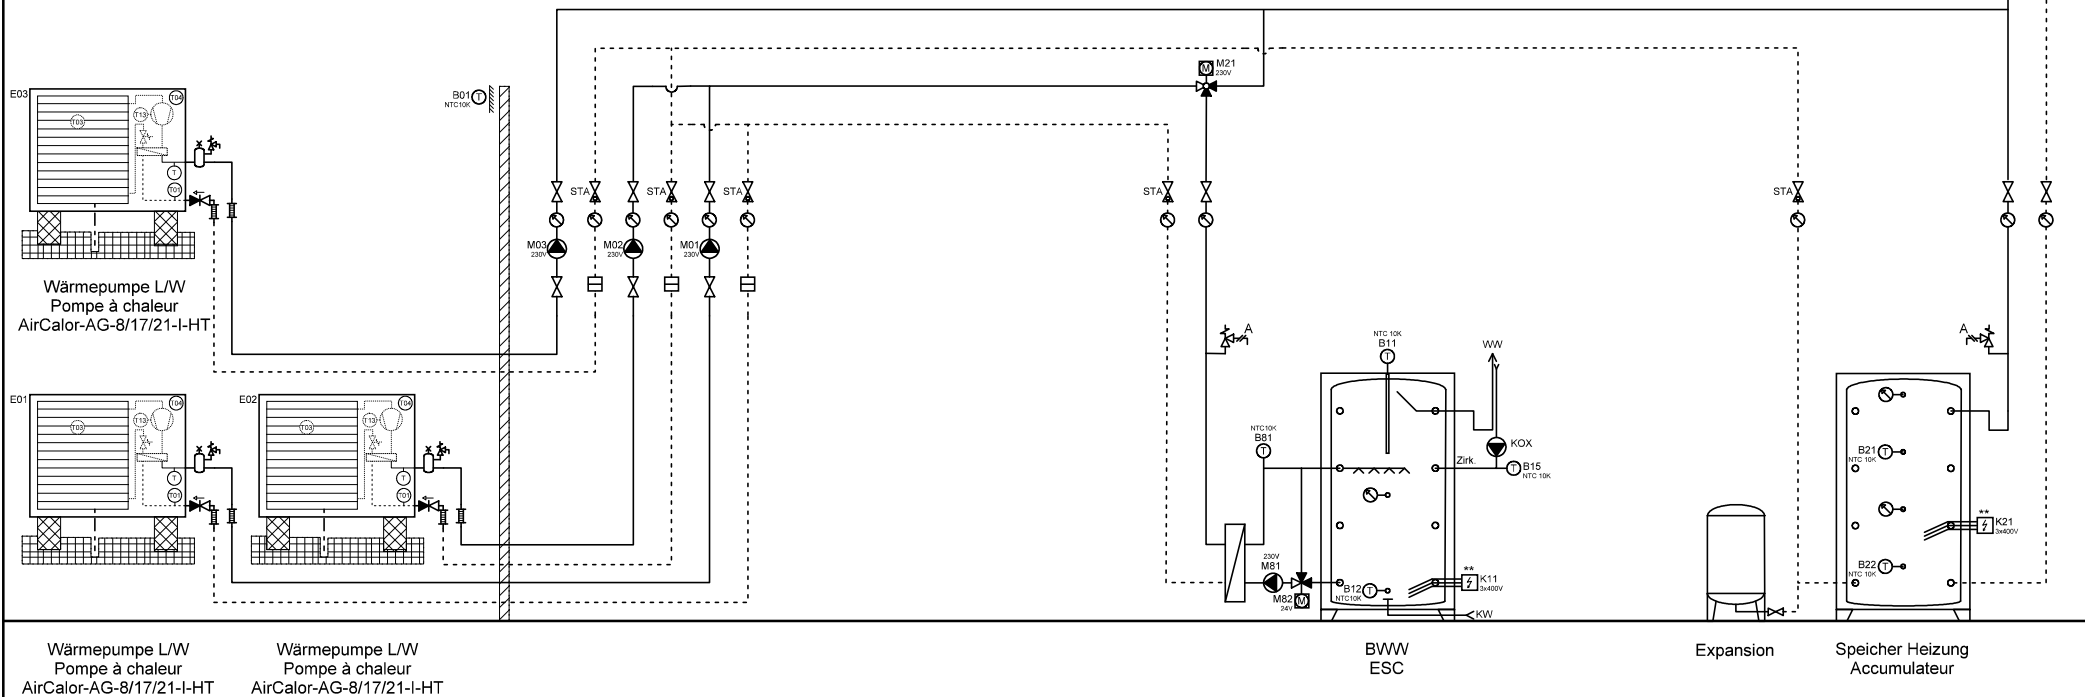 M21
230V
E03
T04
T13
T03
T
T01
B01
T
NTC10K
STA
STA
STA
STA
STA
M03
230V
M02
230V
M01
230V
Wärmepumpe L/W
Pompe à chaleur
AirCalor-AG-8/17/21-I-HT
A
A
NTC 10K
B11
T
WW
E01
T04
T13
T03
T
T01
E02
T04
T13
T03
T
T01
NTC10K
B81
T
KOX
Zirk.
T
B15
NTC 10K
B21
NTC 10K
T
230V
M81
M82
24V
M
B12
NTC10K
T
**
K11
3x400V
KW
**
K21
3x400V
B22
NTC 10K
T
Wärmepumpe L/W
Pompe à chaleur
AirCalor-AG-8/17/21-I-HT
Wärmepumpe L/W
Pompe à chaleur
AirCalor-AG-8/17/21-I-HT
BWW
ESC
Expansion
Speicher Heizung
Accumulateur